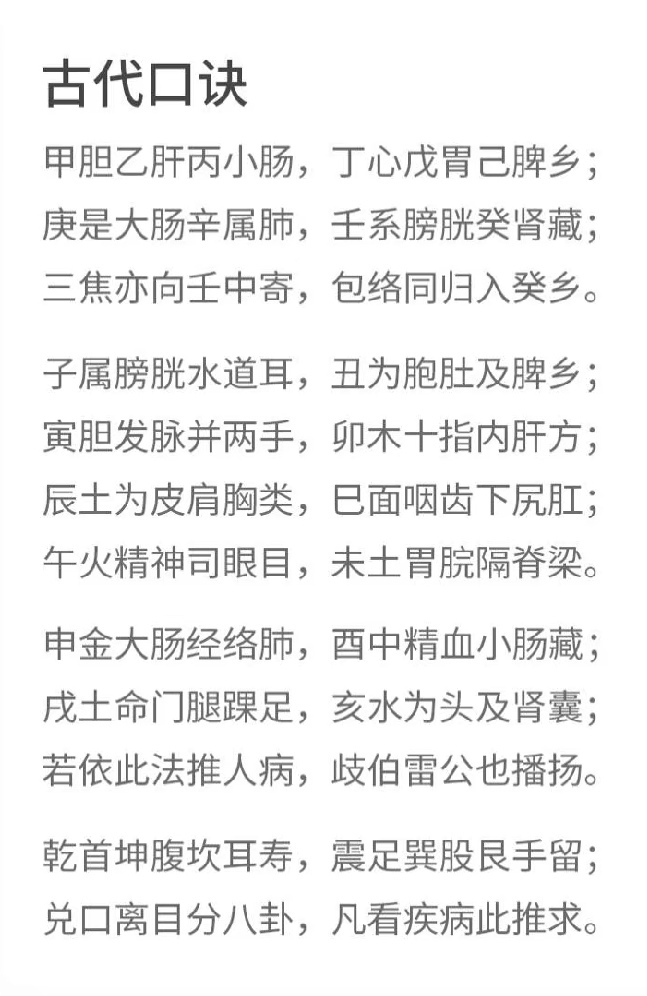 古代口诀
甲胆乙肝丙小肠，丁心戊胃己脾乡；
庚是大肠辛属肺，壬系膀胱癸肾藏；
三焦亦向壬中寄，包络同归入癸乡。
子属膀胱水道耳，丑为胞肚及脾乡；
寅胆发脉并两手，卯木十指内肝方；
辰土为皮肩胸类，巳面咽齿下尻肛；
午火精神司眼目，未土胃脘隔脊梁。
申金大肠经络肺，酉中精血小肠藏；
戌土命门腿踝足，亥水为头及肾囊；
若依此法推人病，歧伯雷公也播扬。
乾首坤腹坎耳寿，震足巽股艮手留；
兑口离目分八卦，凡看疾病此推求。